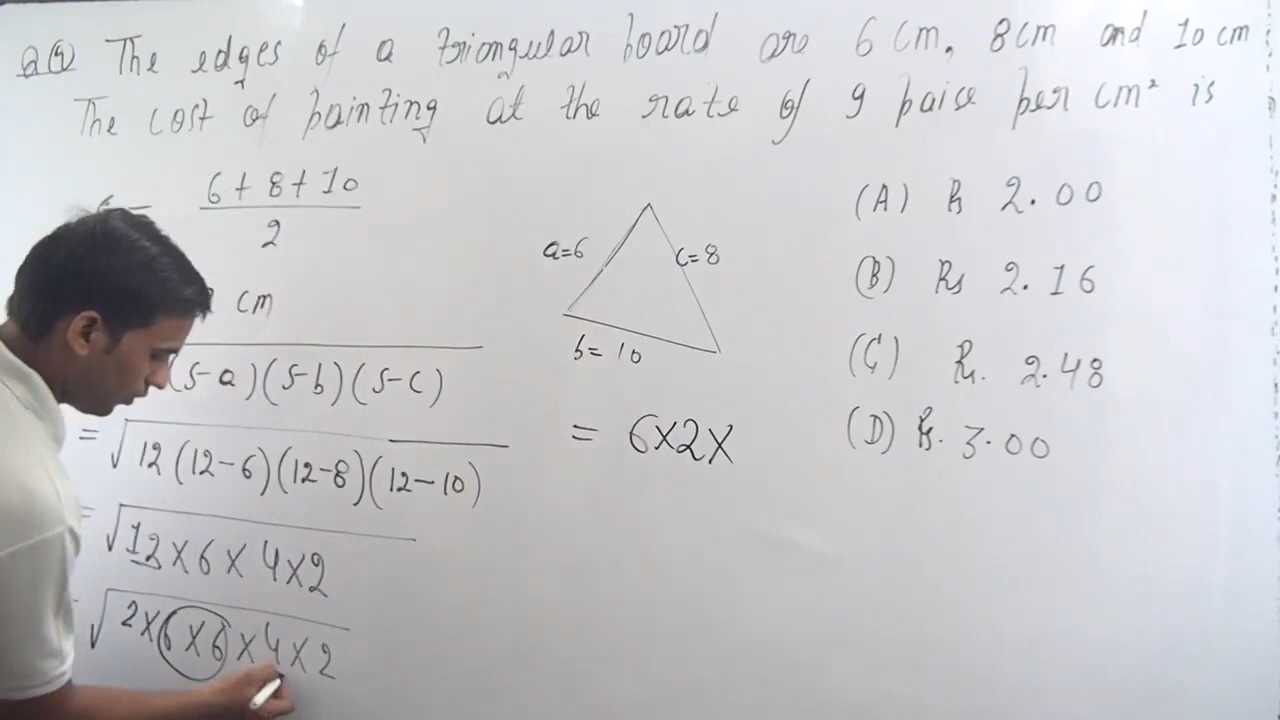 Q(9) The edges of a triangular board are 6 cm, 8cm and 10 cm
The cost of painting at the rate of 9 paise per cm² is
6 + 8 + 10
2
cm
(s-a)(s-b)(s-c)
= √12(12-6)(12-8)(12-10)
= √12×6×4×2
√2×6×6×4×2
a=6
c=8
b= 10
= 6×2×
(A) Rs 2.00
(B) Rs 2.16
(C) Rs. 2.48
(D) Rs. 3.00